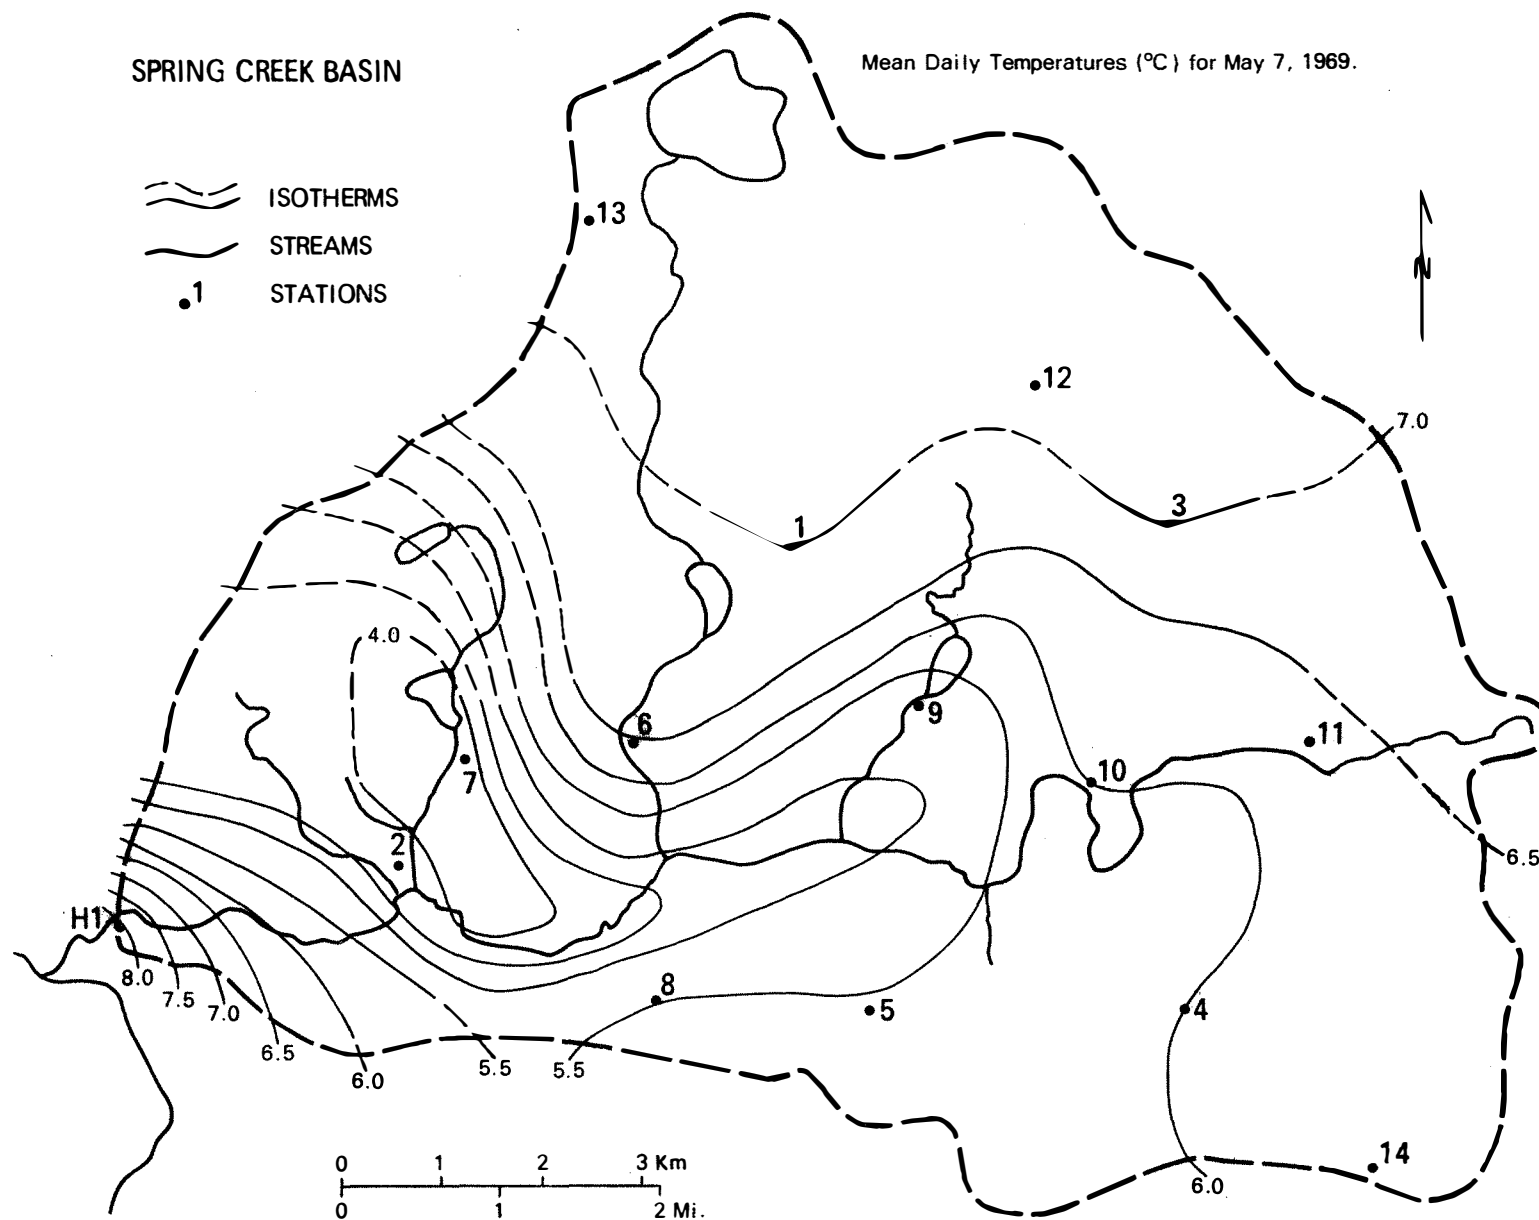 SPRING CREEK BASIN
Mean Daily Temperatures (°C) for May 7, 1969.
ISOTHERMS
STREAMS
1 STATIONS
13
N
12
7.0
1
3
4.0
6
9
11
7
10
2
6.5
H1
8.0
7.5
7.0
6.5
6.0
5.5
5.5
8
5
4
14
6.0
0 1 2 3 Km
0 1 2 Mi.